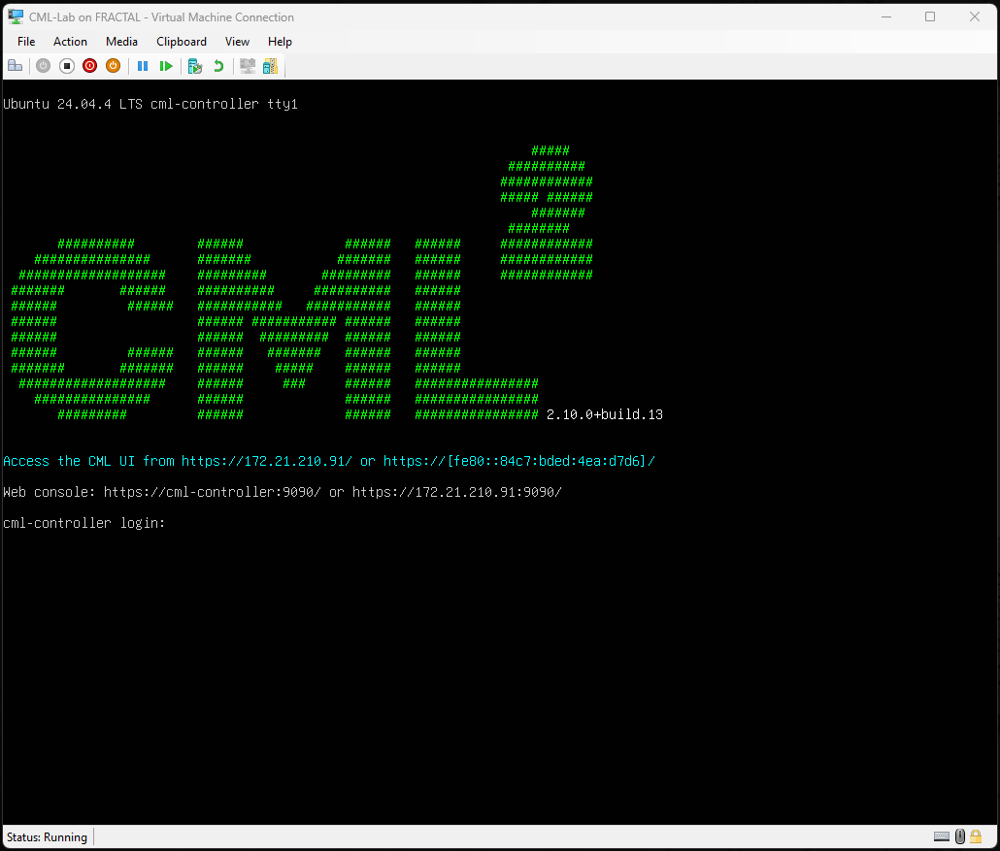 CML-Lab on FRACTAL - Virtual Machine Connection
File Action Media Clipboard View Help
Ubuntu 24.04.4 LTS cml-controller tty1
                                                                    #####
                                                                 ##########
                                                                ############
                                                                ##### ######
                                                                    #######
                                                                 ########
       ##########        ######             ######   ######     ############
    ###############      #######           #######   ######     ############
  ###################    #########       #########   ######     ############
 #######       ######    ##########     ##########   ######
 ######         ######   ###########   ###########   ######
 ######                  ###### ########### ######   ######
 ######                  ######  #########  ######   ######
 ######         ######   ######   #######   ######   ######
 #######       #######   ######    #####    ######   ######
  ###################    ######     ###     ######   ################
    ###############      ######             ######   ################
       #########         ######             ######   ################ 2.10.0+build.13
Access the CML UI from https://172.21.210.91/ or https://[fe80::84c7:bded:4ea:d7d6]/
Web console: https://cml-controller:9090/ or https://172.21.210.91:9090/
cml-controller login:
Status: Running